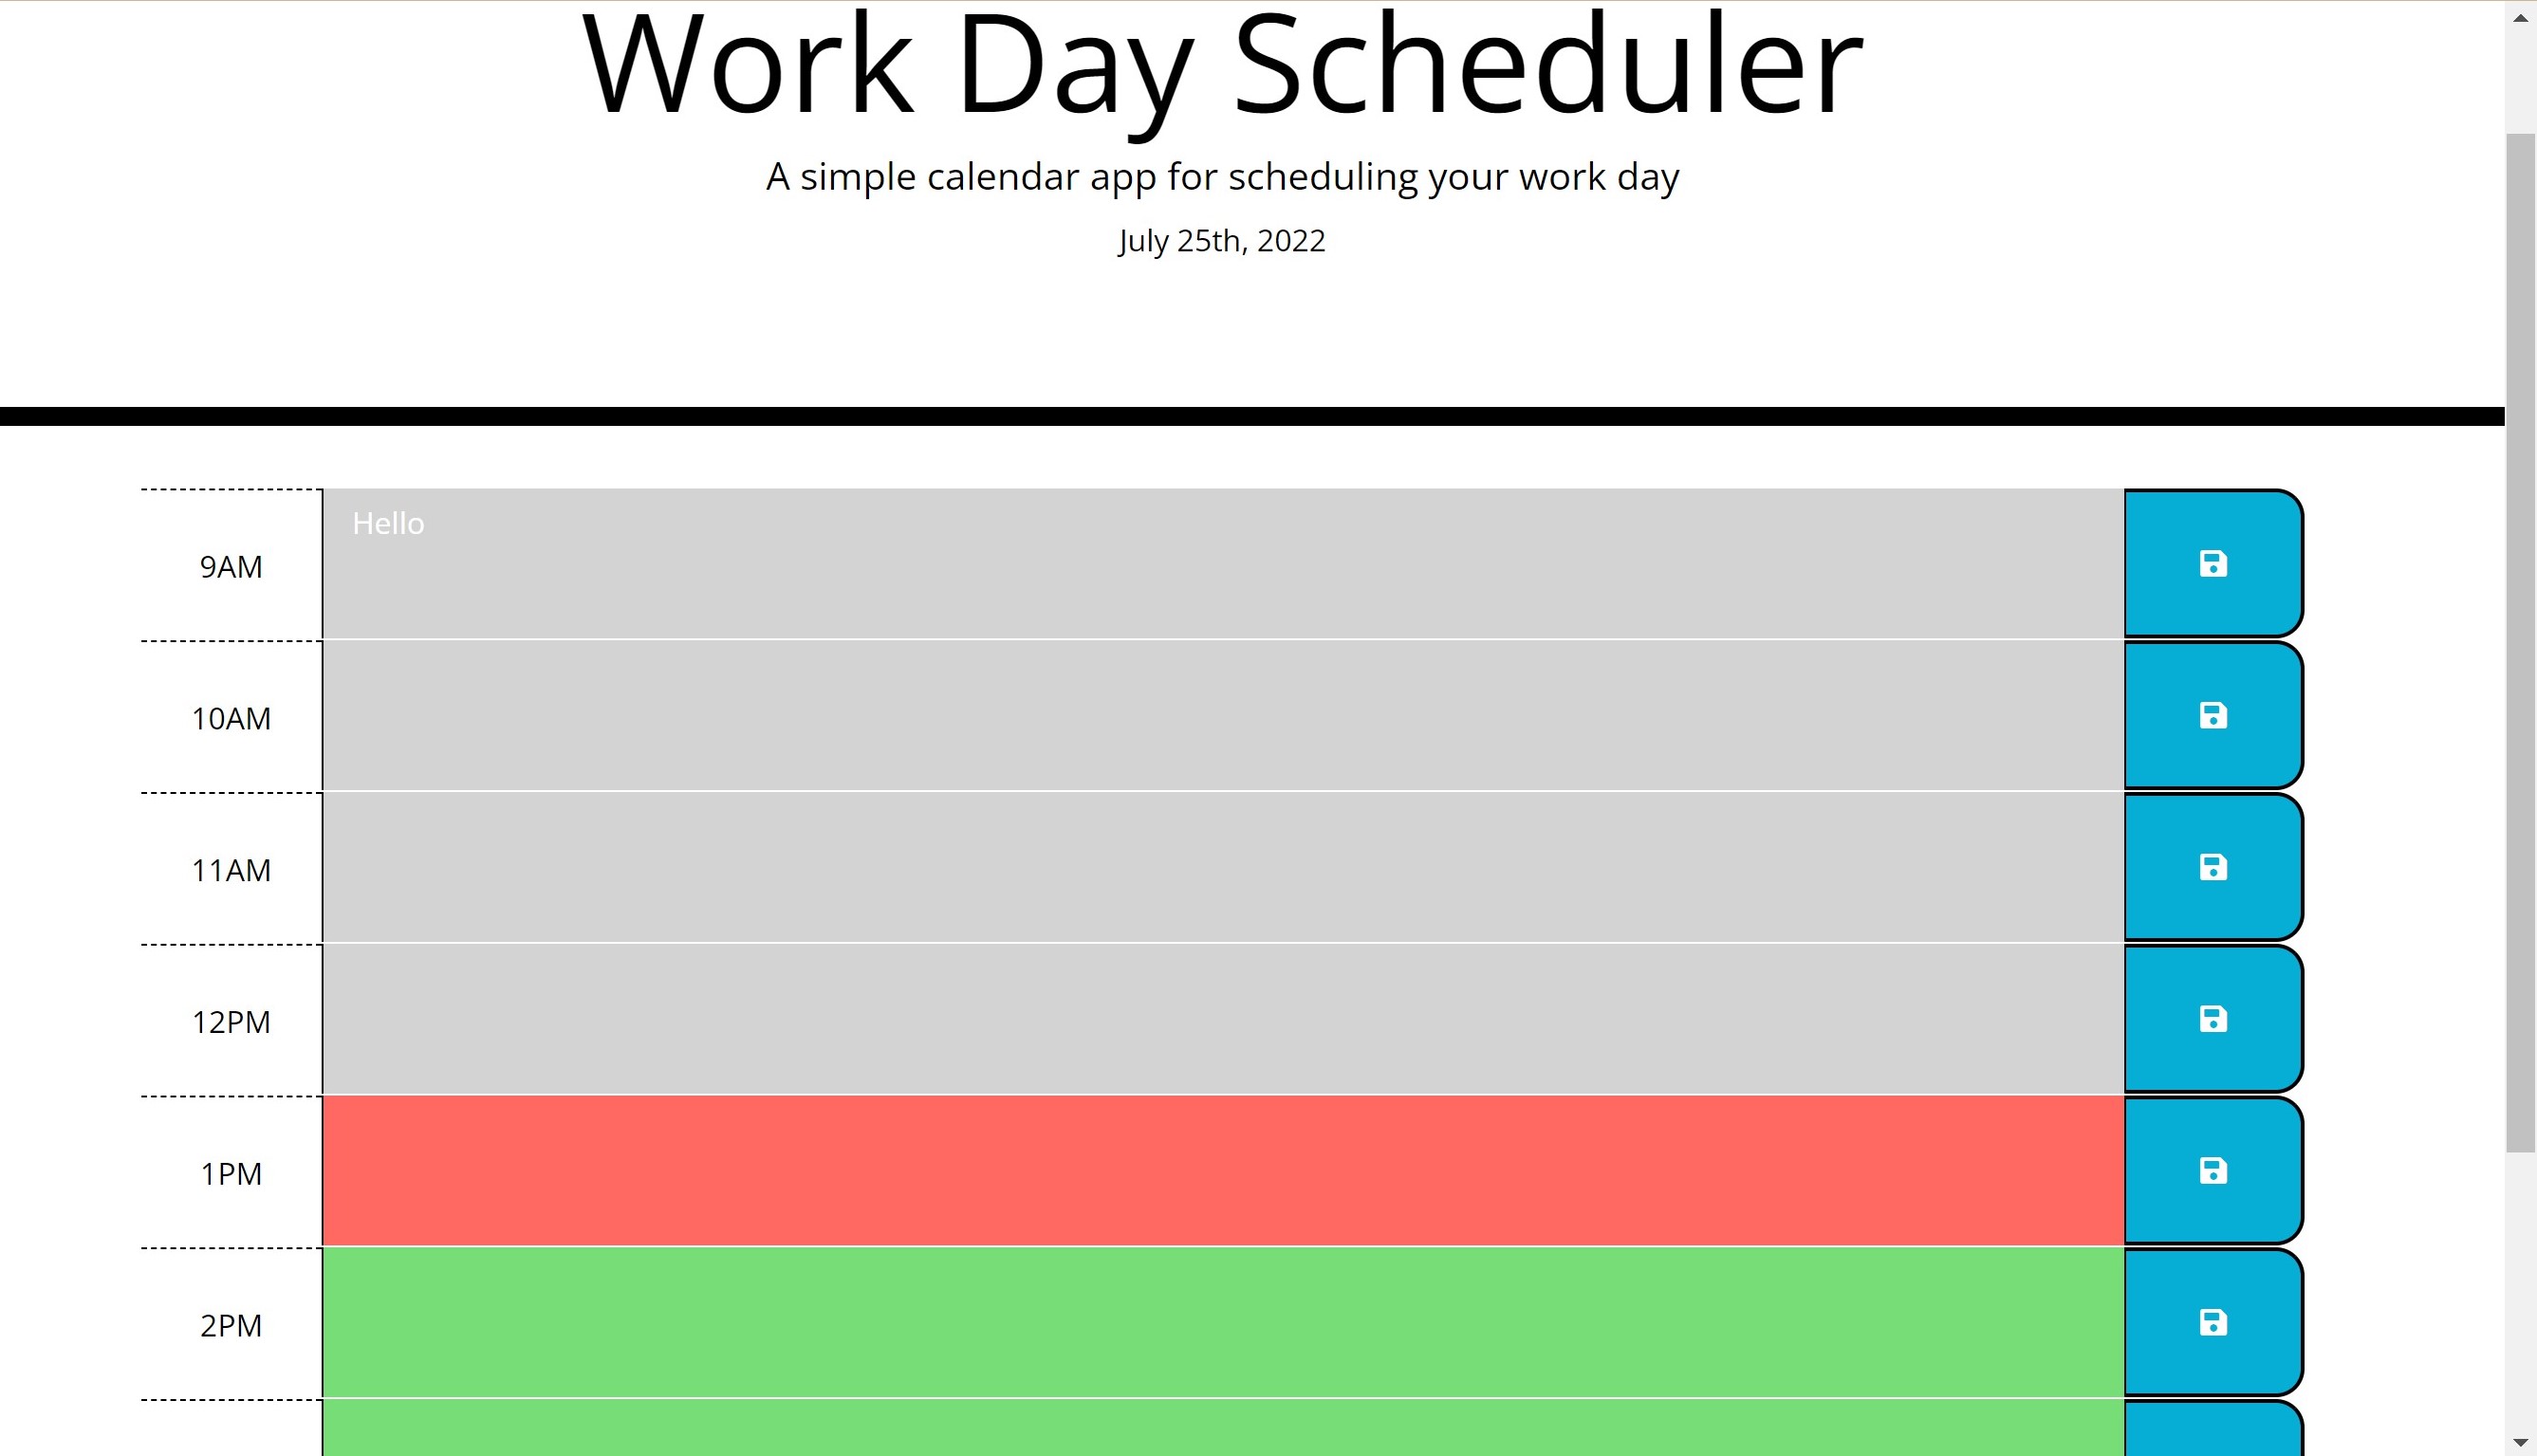 Work Day Scheduler
A simple calendar app for scheduling your work day
July 25th, 2022
Hello
9AM
10AM
11AM
12PM
1PM
2PM